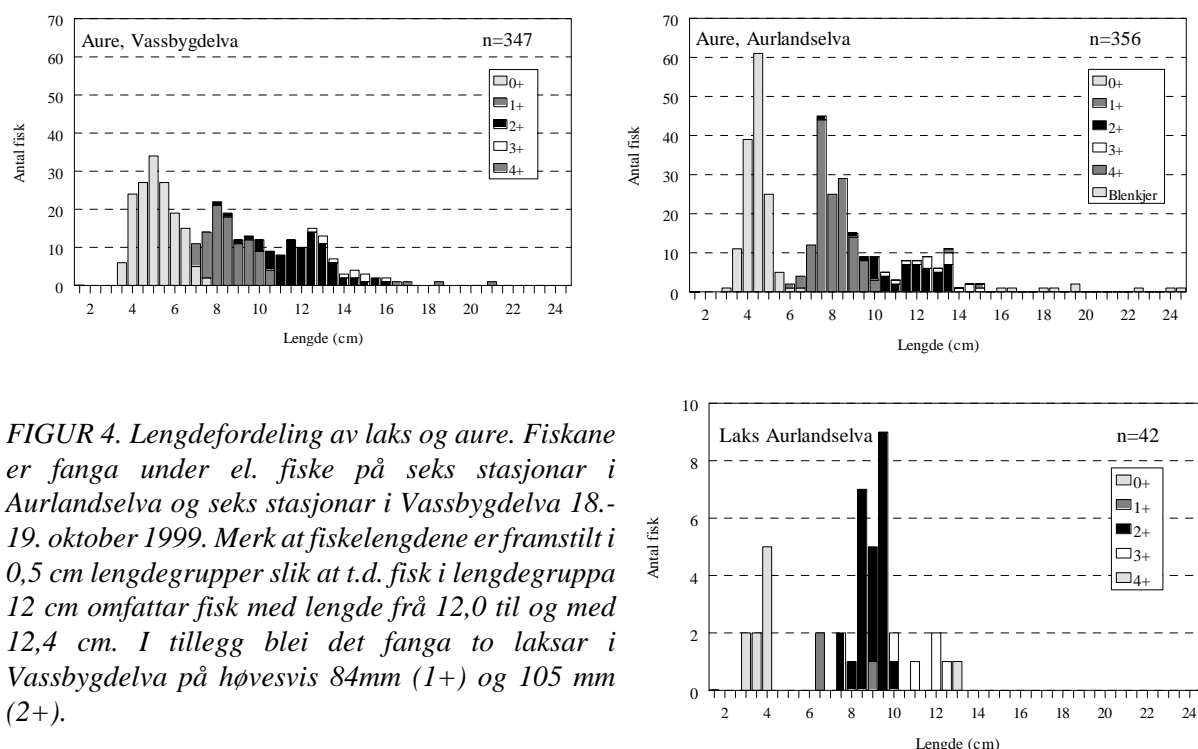 Aure, Vassbygdelva n=347
70
60
50
40
30
20
10
0
Antal fisk
0+
1+
2+
3+
4+
2 4 6 8 10 12 14 16 18 20 22 24
Lengde (cm)
Aure, Aurlandselva n=356
70
60
50
40
30
20
10
0
Antal fisk
0+
1+
2+
3+
4+
Blenkjer
2 4 6 8 10 12 14 16 18 20 22 24
Lengde (cm)
FIGUR 4. Lengdefordeling av laks og aure. Fiskane
er fanga under el. fiske på seks stasjonar i
Aurlandselva og seks stasjonar i Vassbygdelva 18.-
19. oktober 1999. Merk at fiskelengdene er framstilt i
0,5 cm lengdegrupper slik at t.d. fisk i lengdegruppa
12 cm omfattar fisk med lengde frå 12,0 til og med
12,4 cm. I tillegg blei det fanga to laksar i
Vassbygdelva på høvesvis 84mm (1+) og 105 mm
(2+).
Laks Aurlandselva n=42
10
8
6
4
2
0
Antal fisk
0+
1+
2+
3+
4+
2 4 6 8 10 12 14 16 18 20 22 24
Lengde (cm)